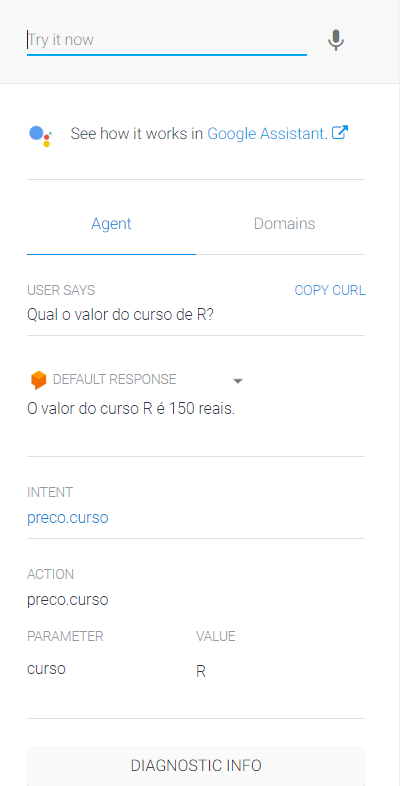 Try it now
See how it works in Google Assistant.
Agent Domains
USER SAYS COPY CURL
Qual o valor do curso de R?
DEFAULT RESPONSE
O valor do curso R é 150 reais.
INTENT
preco.curso
ACTION
preco.curso
PARAMETER VALUE
curso R
DIAGNOSTIC INFO